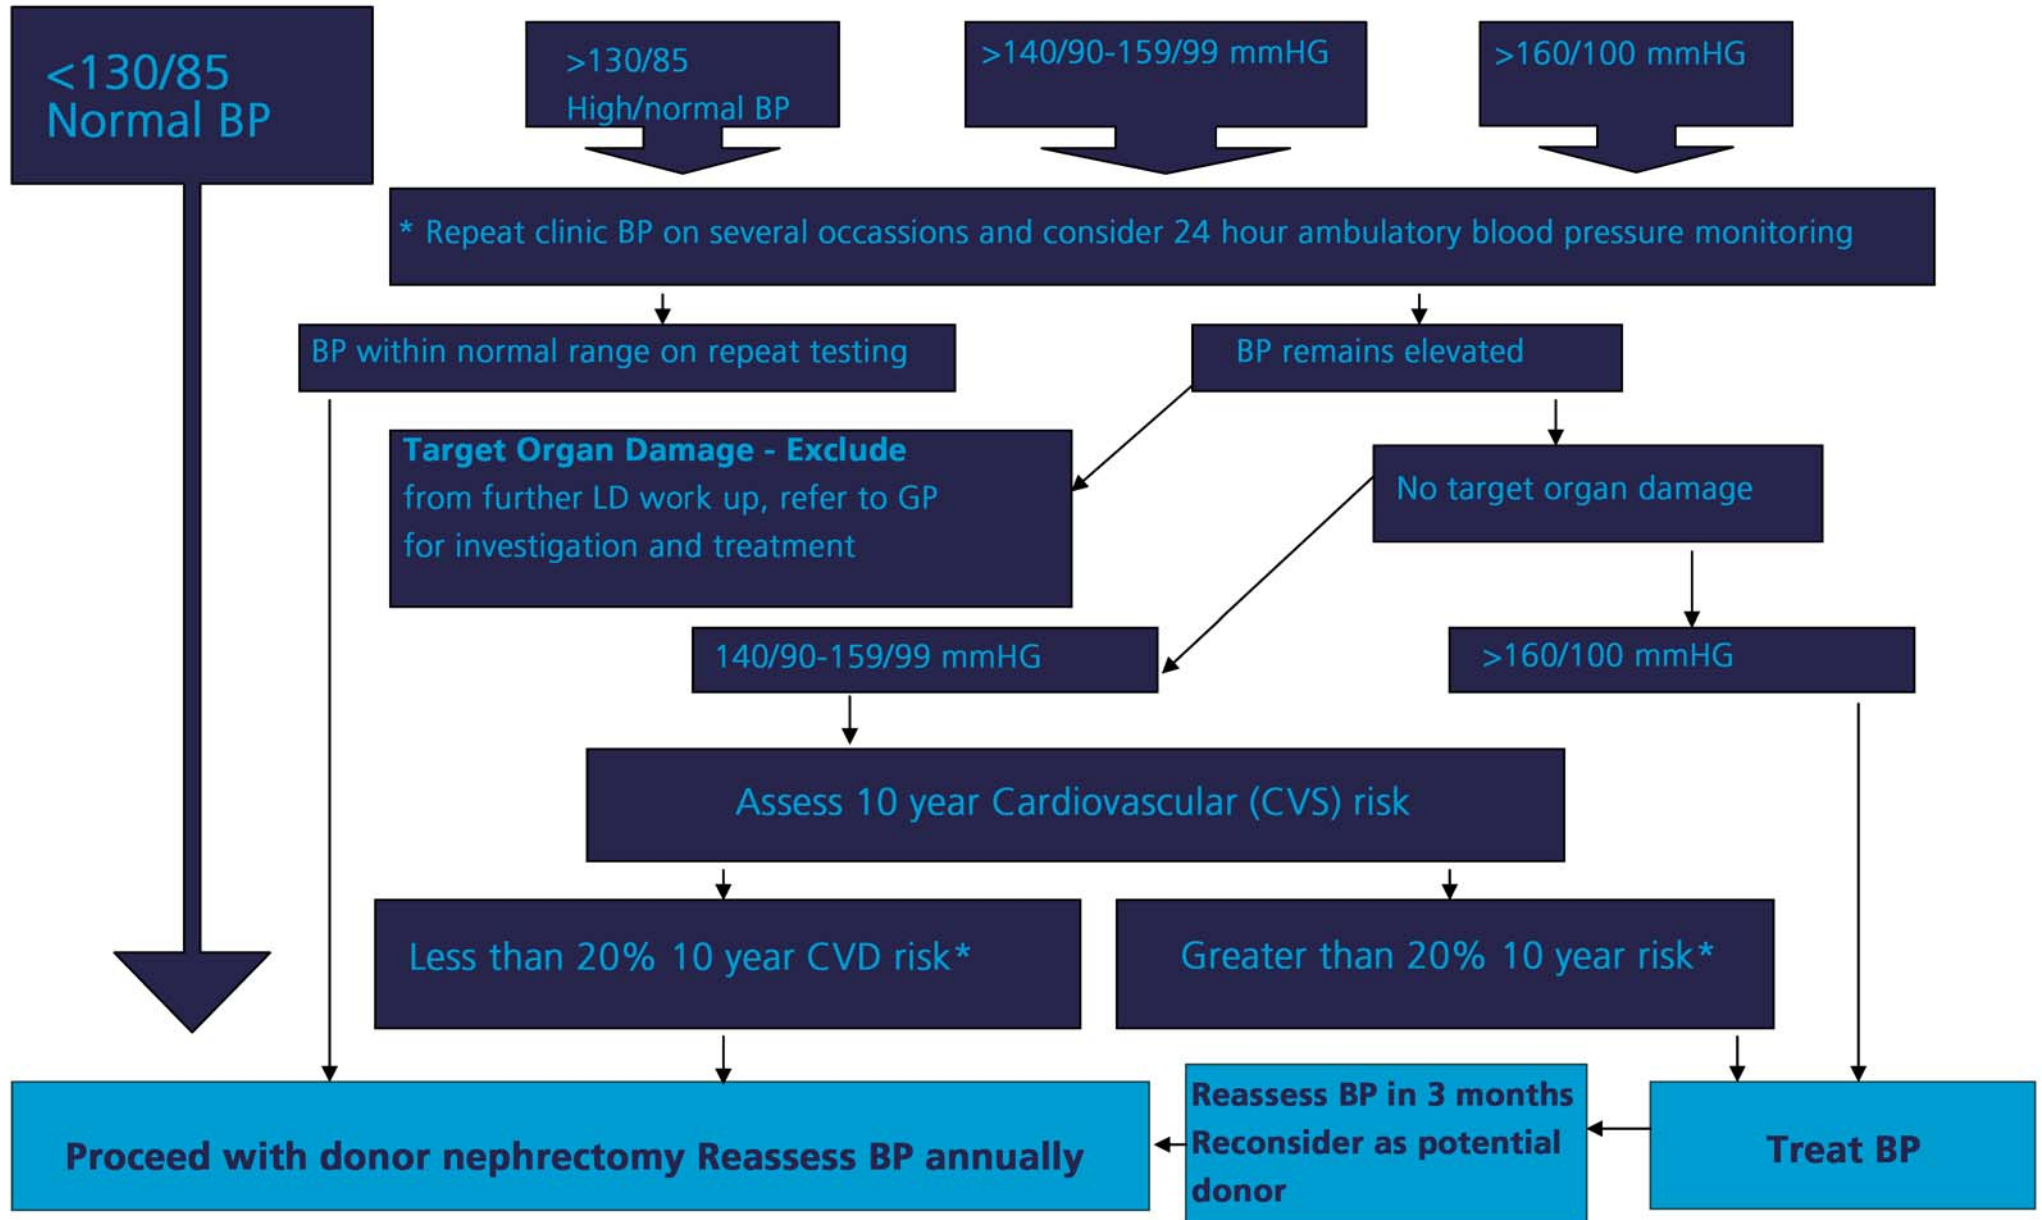 <130/85
Normal BP
>130/85
High/normal BP
>140/90-159/99 mmHG
>160/100 mmHG
* Repeat clinic BP on several occassions and consider 24 hour ambulatory blood pressure monitoring
BP within normal range on repeat testing
BP remains elevated
Target Organ Damage - Exclude
from further LD work up, refer to GP
for investigation and treatment
No target organ damage
140/90-159/99 mmHG
>160/100 mmHG
Assess 10 year Cardiovascular (CVS) risk
Less than 20% 10 year CVD risk*
Greater than 20% 10 year risk*
Proceed with donor nephrectomy Reassess BP annually
Reassess BP in 3 months
Reconsider as potential
donor
Treat BP